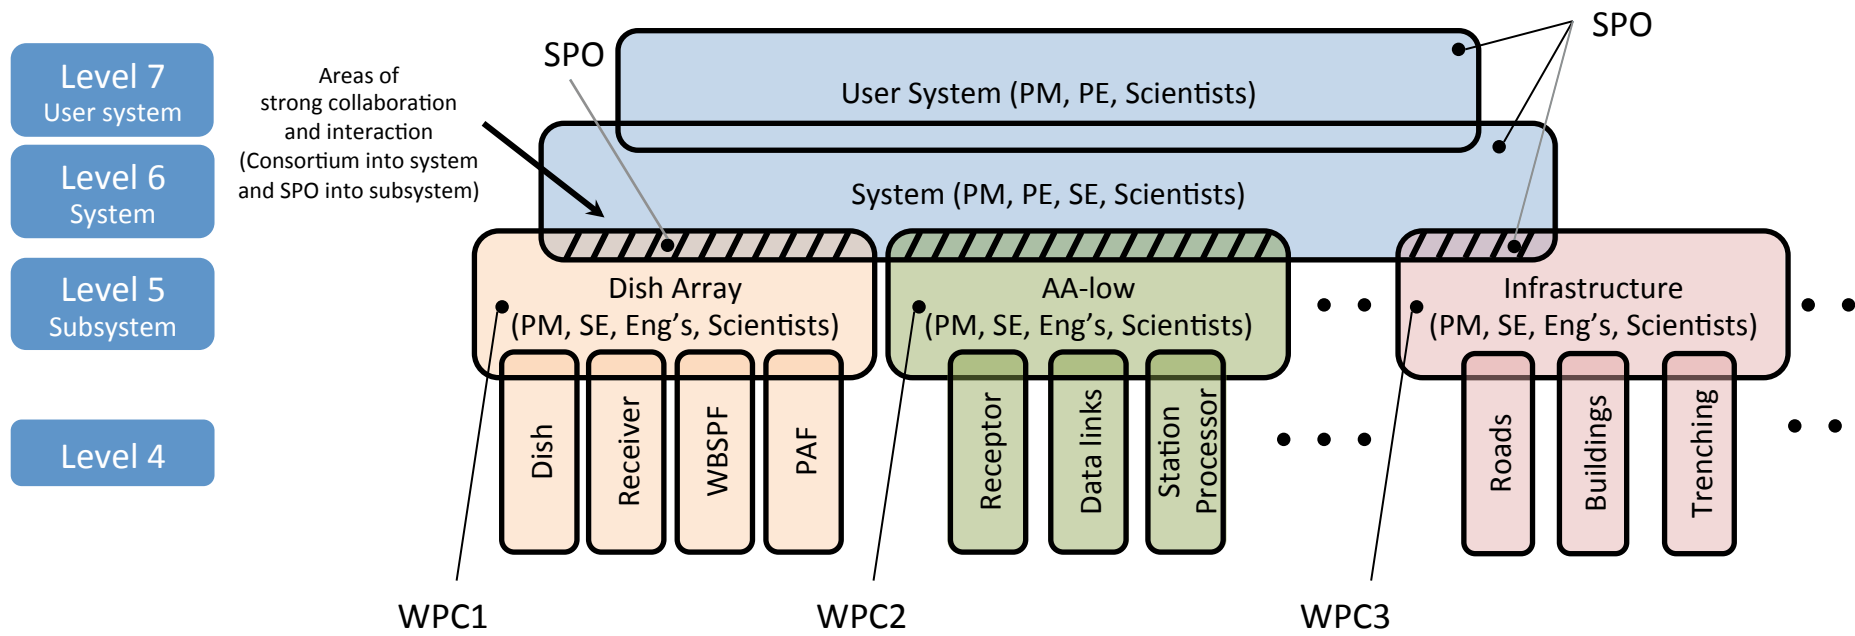 Level 7
User system
Level 6
System
Level 5
Subsystem
Level 4
Areas of
strong collaboration
and interaction
(Consortium into system
and SPO into subsystem)
SPO
SPO
User System (PM, PE, Scientists)
System (PM, PE, SE, Scientists)
Dish Array
(PM, SE, Eng’s, Scientists)
AA-low
(PM, SE, Eng’s, Scientists)
Infrastructure
(PM, SE, Eng’s, Scientists)
Dish
Receiver
WBSPF
PAF
Receptor
Data links
Station
Processor
Roads
Buildings
Trenching
WPC1
WPC2
WPC3